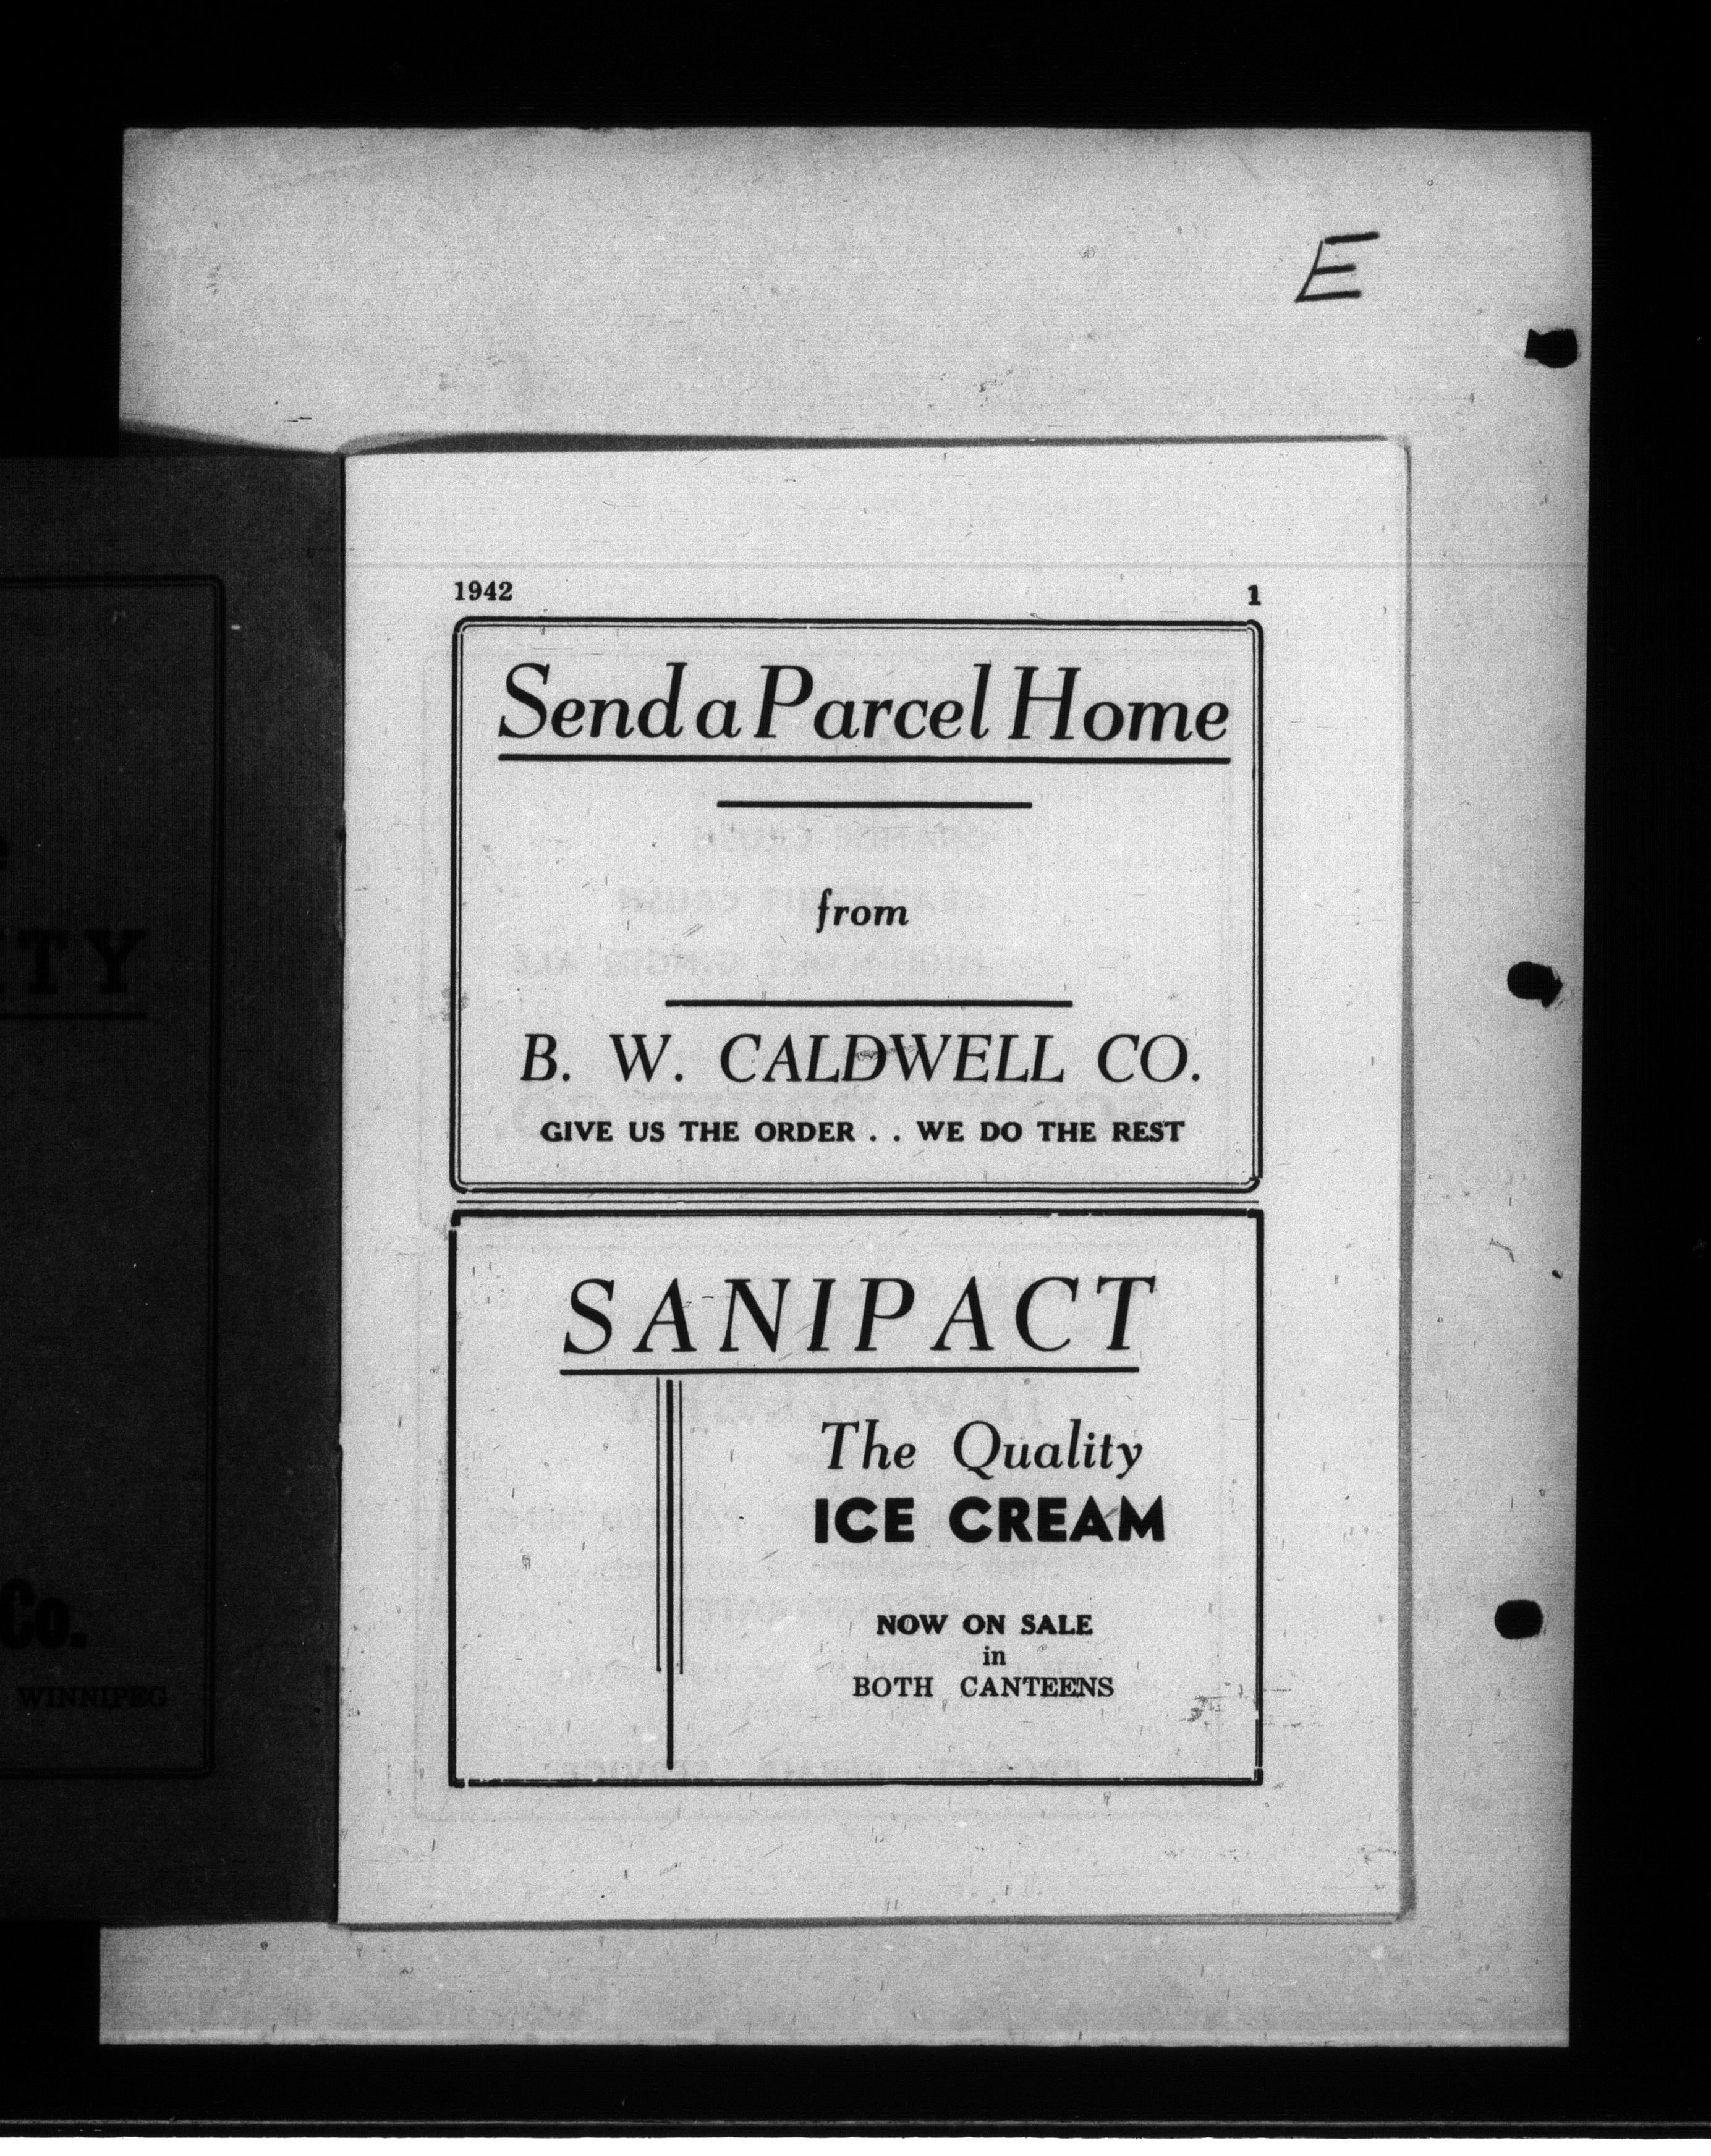 E
1942 1
Send a Parcel Home
from
B. W. CALDWELL CO.
GIVE US THE ORDER . . WE DO THE REST
SANIPACT
The Quality
ICE CREAM
NOW ON SALE
in
BOTH CANTEENS
Co.
WINNIPEG